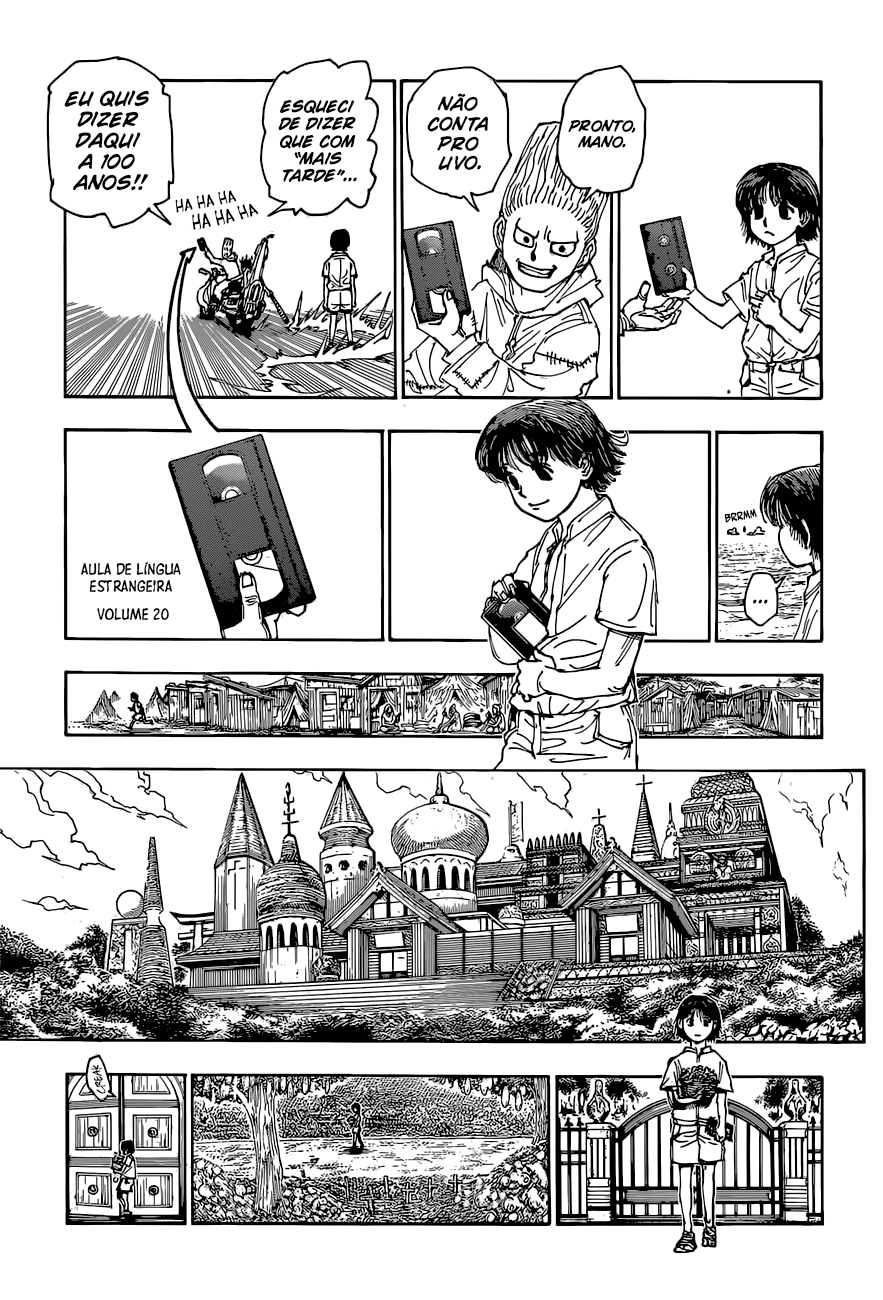 PRONTO,
MANO.
NÃO
CONTA
PRO
UVO.
ESQUECI
DE DIZER
QUE COM
"MAIS
TARDE"...
EU QUIS
DIZER
DAQUI
A 100
ANOS!!
HA HA HA
HA HA HA
BRRMM
...
AULA DE LÍNGUA
ESTRANGEIRA
VOLUME 20
CREAK